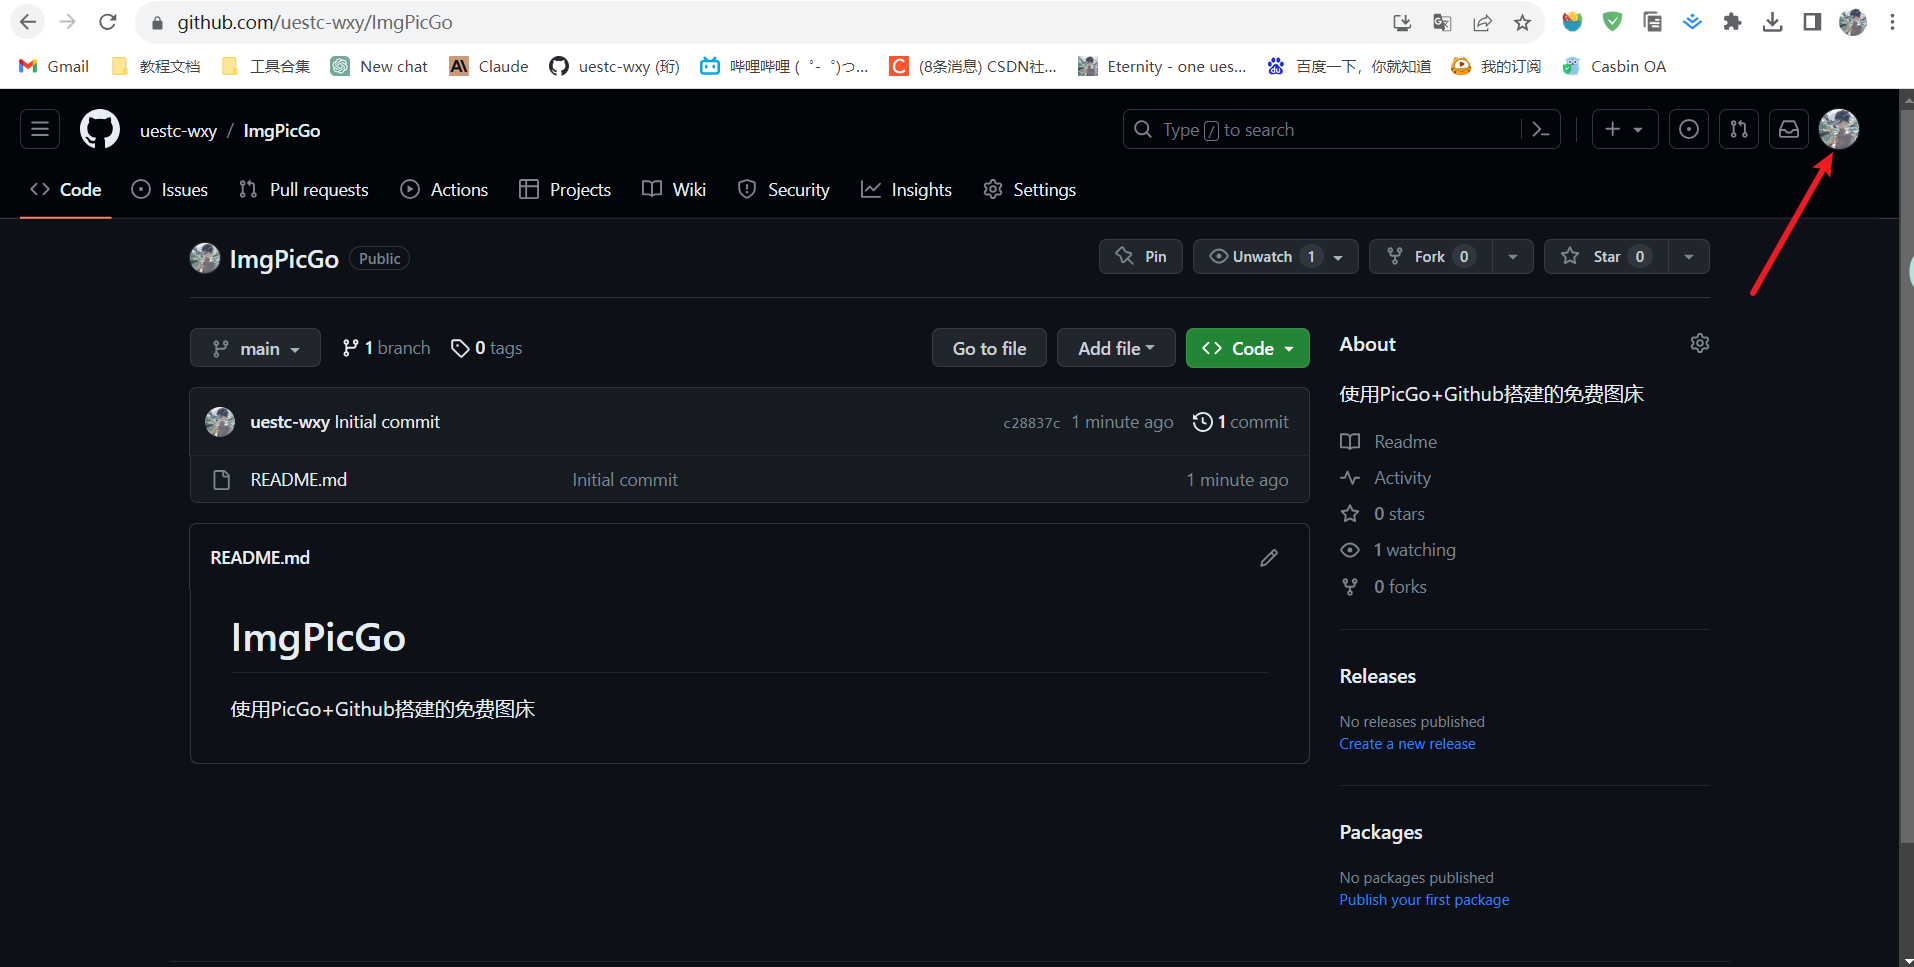 github.com/uestc-wxy/ImgPicGo
Gmail 教程文档 工具合集 New chat Claude uestc-wxy (珩) 哔哩哔哩 ( ゜- ゜)つ... (8条消息) CSDN社... Eternity - one ues... 百度一下，你就知道 我的订阅 Casbin OA
uestc-wxy / ImgPicGo Type / to search
Code Issues Pull requests Actions Projects Wiki Security Insights Settings
ImgPicGo Public Pin Unwatch 1 Fork 0 Star 0
main 1 branch 0 tags Go to file Add file Code
uestc-wxy Initial commit c28837c 1 minute ago 1 commit
README.md Initial commit 1 minute ago
README.md
ImgPicGo
使用PicGo+Github搭建的免费图床
About
使用PicGo+Github搭建的免费图床
Readme
Activity
0 stars
1 watching
0 forks
Releases
No releases published
Create a new release
Packages
No packages published
Publish your first package